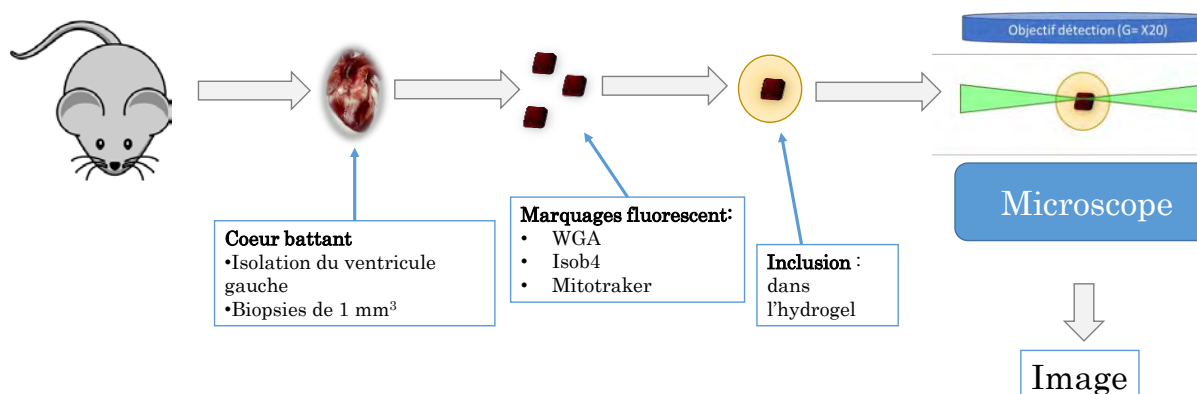 Objectif détection (G= X20)
Microscope
Coeur battant
•Isolation du ventricule
gauche
•Biopsies de 1 mm³
Marquages fluorescent:
• WGA
• Isob4
• Mitotraker
Inclusion :
dans
l'hydrogel
Image